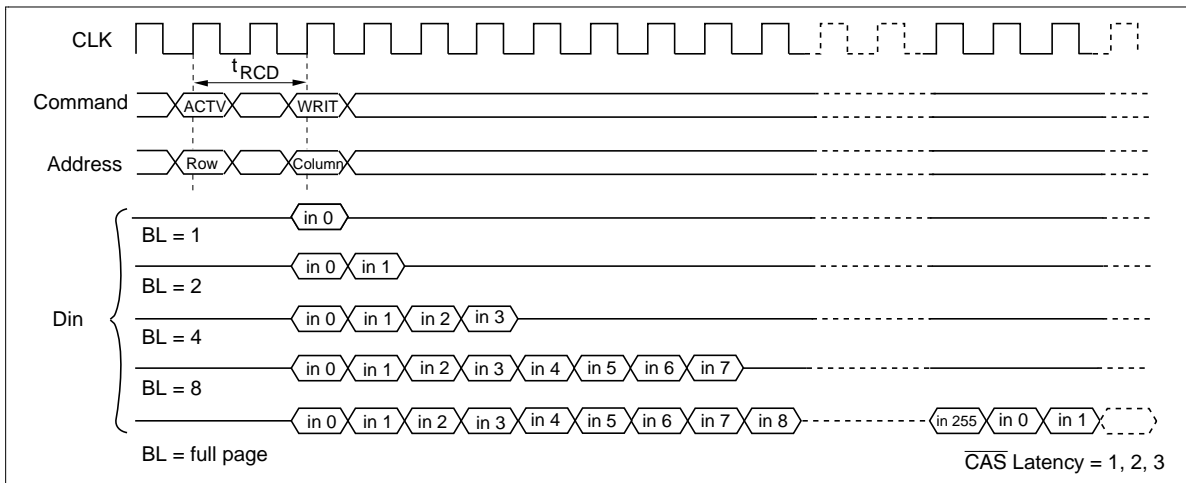 CLK
t RCD
Command ACTV WRIT
Address Row Column
in 0
BL = 1
in 0 in 1
BL = 2
Din
in 0 in 1 in 2 in 3
BL = 4
in 0 in 1 in 2 in 3 in 4 in 5 in 6 in 7
BL = 8
in 0 in 1 in 2 in 3 in 4 in 5 in 6 in 7 in 8 in 255 in 0 in 1
BL = full page
CAS Latency = 1, 2, 3